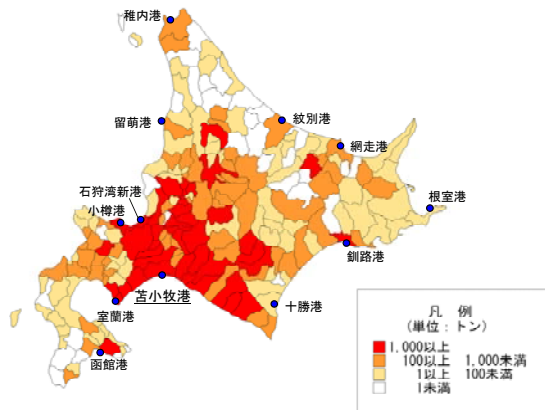 稚内港
留萌港
紋別港
網走港
石狩湾新港
小樽港
根室港
釧路港
苫小牧港
十勝港
室蘭港
函館港
凡 例
(単位：トン)
1,000以上
100以上 1,000未満
1以上 100未満
1未満